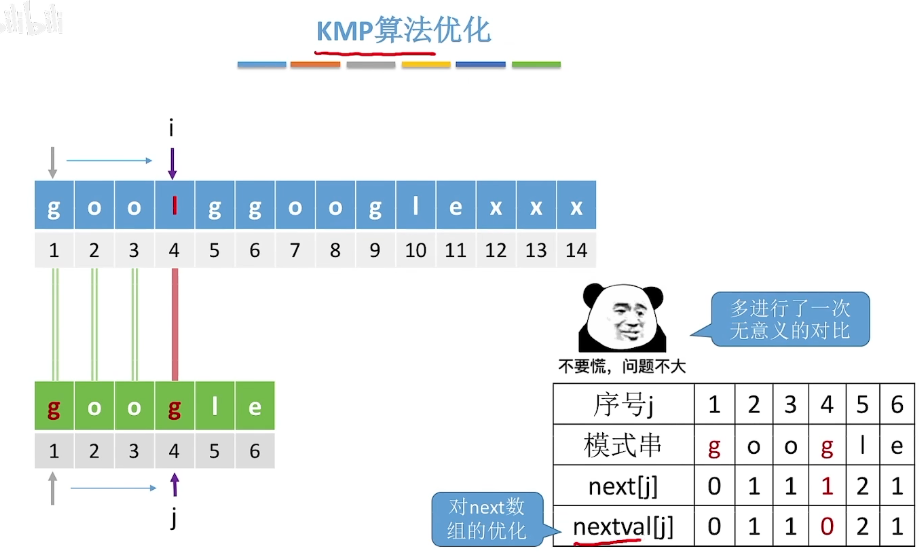 KMP算法优化
i
g o o l g g o o g l e x x x
1 2 3 4 5 6 7 8 9 10 11 12 13 14
g o o g l e
1 2 3 4 5 6
j
多进行了一次
无意义的对比
不要慌，问题不大
序号j 1 2 3 4 5 6
模式串 g o o g l e
next[j] 0 1 1 1 2 1
nextval[j] 0 1 1 0 2 1
对next数
组的优化